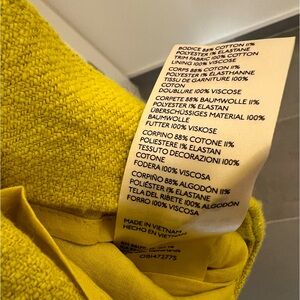 BODICE 88% COTTON 11%
POLYESTER 1% ELASTANE
TRIM FABRIC 100% COTTON
LINING 100% VISCOSE
CORPS 88% COTON 11%
POLYESTER 1% ÉLASTHANNE
TISSU DE GARNITURE 100%
COTON
DOUBLURE 100% VISCOSE
CORPETE 88% BAUMWOLLE 11%
POLYESTER 1% ELASTAN
ÜBERSCHÜSSIGES MATERIAL 100%
BAUMWOLLE
FUTTER 100% VISKOSE
CORPINO 88% COTONE 11%
POLIESTERE 1% ELASTAN
TESSUTO DECORAZIONI 100%
COTONE
FODERA 100% VISCOSA
CORPIÑO 88% ALGODÓN 11%
POLIÉSTER 1% ELASTANO
TELA DEL RIBETE 100% ALGODÓN
FORRO 100% VISCOSA
MADE IN VIETNAM
HECHO EN VIETNAM